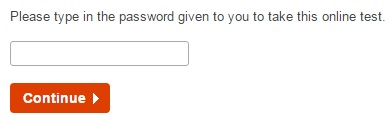 Please type in the password given to you to take this online test.
Continue